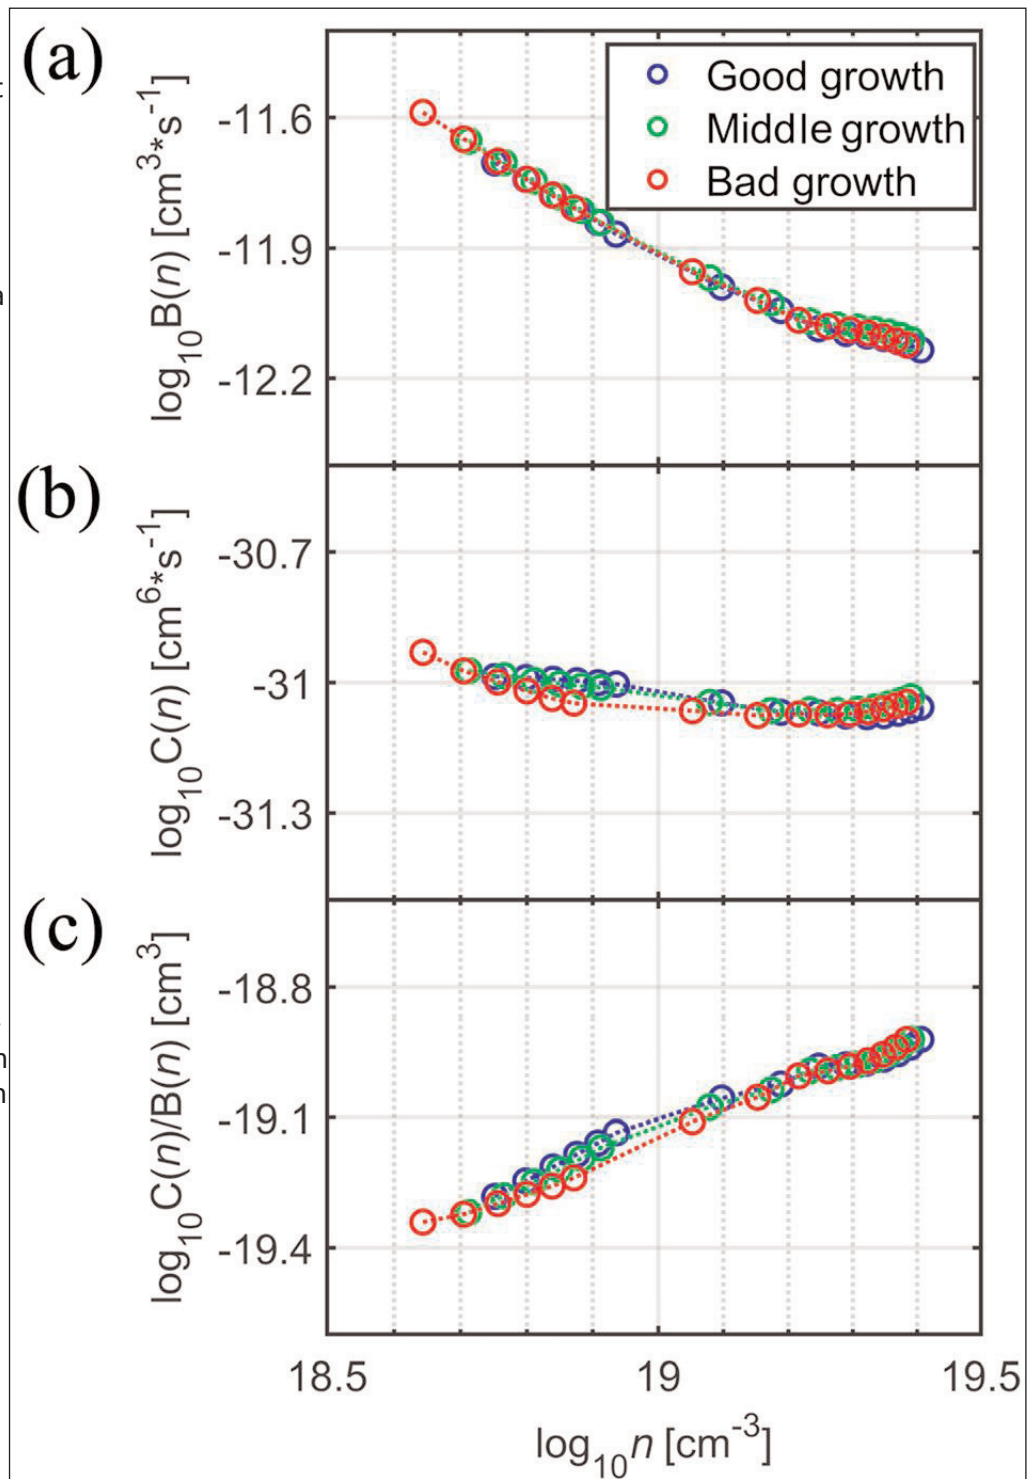 (a)
Good growth
Middle growth
Bad growth
log₁₀B(n) [cm³*s⁻¹]
-11.6
-11.9
-12.2
(b)
log₁₀C(n) [cm⁶*s⁻¹]
-30.7
-31
-31.3
(c)
log₁₀C(n)/B(n) [cm³]
-18.8
-19.1
-19.4
18.5
19
19.5
log₁₀n [cm⁻³]